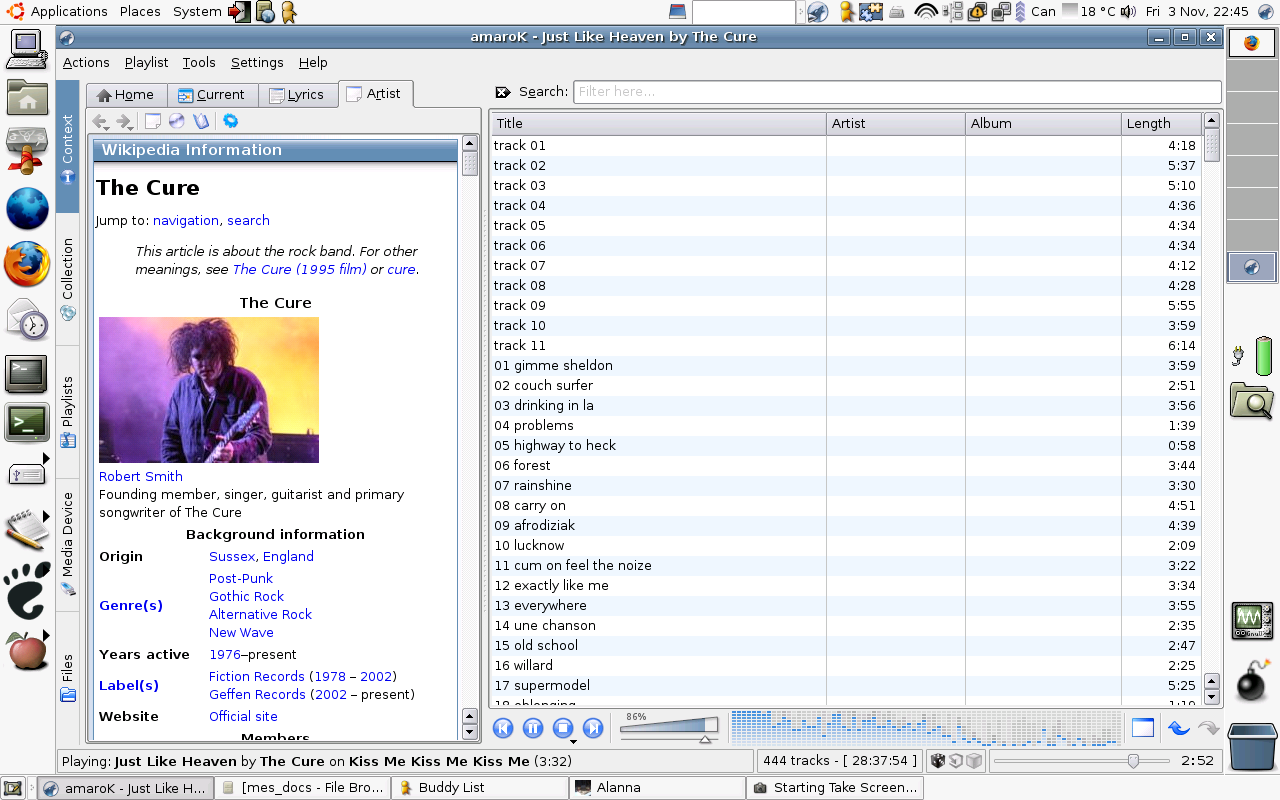 Applications Places System Can 18 °C Fri 3 Nov, 22:45
amaroK - Just Like Heaven by The Cure
Actions Playlist Tools Settings Help
Home Current Lyrics Artist
Search: Filter here...
Context
Collection
Playlists
Media Device
Files
Wikipedia Information
The Cure
Jump to: navigation, search
This article is about the rock band. For other
meanings, see The Cure (1995 film) or cure.
The Cure
Robert Smith
Founding member, singer, guitarist and primary
songwriter of The Cure
Background information
Origin Sussex, England
Genre(s) Post-Punk
Gothic Rock
Alternative Rock
New Wave
Years active 1976–present
Label(s) Fiction Records (1978 – 2002)
Geffen Records (2002 – present)
Website Official site
Members
Title Artist Album Length
track 01 4:18
track 02 5:37
track 03 5:10
track 04 4:36
track 05 4:34
track 06 4:34
track 07 4:12
track 08 4:28
track 09 5:55
track 10 3:59
track 11 6:14
01 gimme sheldon 3:59
02 couch surfer 2:51
03 drinking in la 3:56
04 problems 1:39
05 highway to heck 0:58
06 forest 3:44
07 rainshine 3:30
08 carry on 4:51
09 afrodiziak 4:39
10 lucknow 2:09
11 cum on feel the noize 3:22
12 exactly like me 3:34
13 everywhere 3:55
14 une chanson 2:35
15 old school 2:47
16 willard 2:25
17 supermodel 5:25
86%
Playing: Just Like Heaven by The Cure on Kiss Me Kiss Me Kiss Me (3:32)
444 tracks - [ 28:37:54 ]
2:52
amaroK - Just Like H... [mes_docs - File Bro... Buddy List Alanna Starting Take Screen...